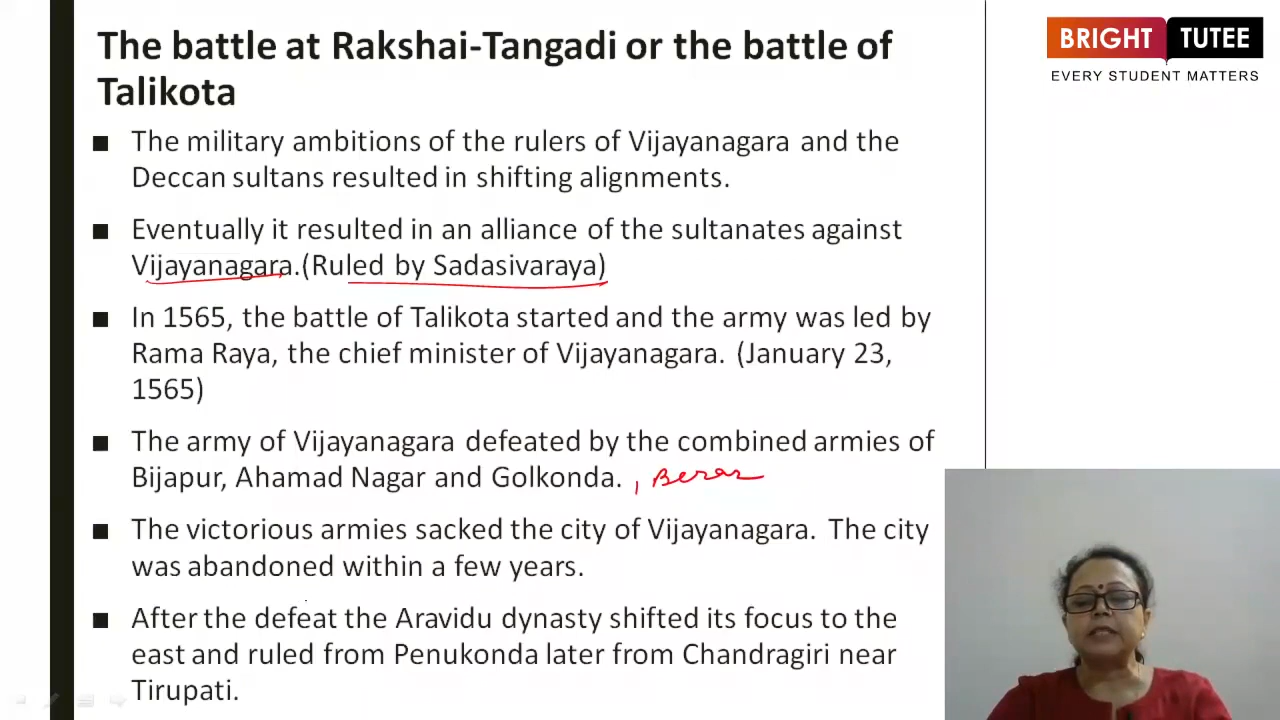 The battle at Rakshai-Tangadi or the battle of
Talikota
BRIGHT TUTEE
EVERY STUDENT MATTERS
■ The military ambitions of the rulers of Vijayanagara and the
Deccan sultans resulted in shifting alignments.
■ Eventually it resulted in an alliance of the sultanates against
Vijayanagara.(Ruled by Sadasivaraya)
■ In 1565, the battle of Talikota started and the army was led by
Rama Raya, the chief minister of Vijayanagara. (January 23,
1565)
■ The army of Vijayanagara defeated by the combined armies of
Bijapur, Ahamad Nagar and Golkonda. , Berar
■ The victorious armies sacked the city of Vijayanagara. The city
was abandoned within a few years.
■ After the defeat the Aravidu dynasty shifted its focus to the
east and ruled from Penukonda later from Chandragiri near
Tirupati.